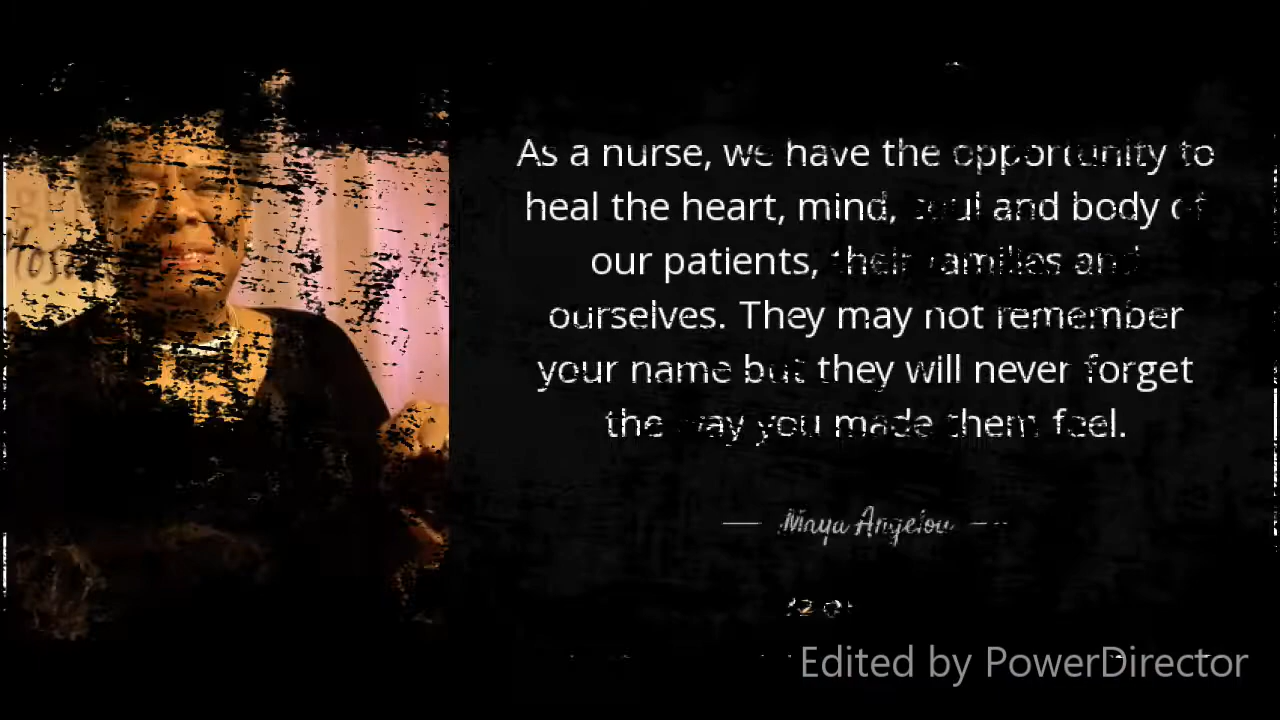 As a nurse, we have the opportunity to
heal the heart, mind, soul and body of
our patients, their families and
ourselves. They may not remember
your name but they will never forget
the way you made them feel.
— Maya Angelou —
Edited by PowerDirector